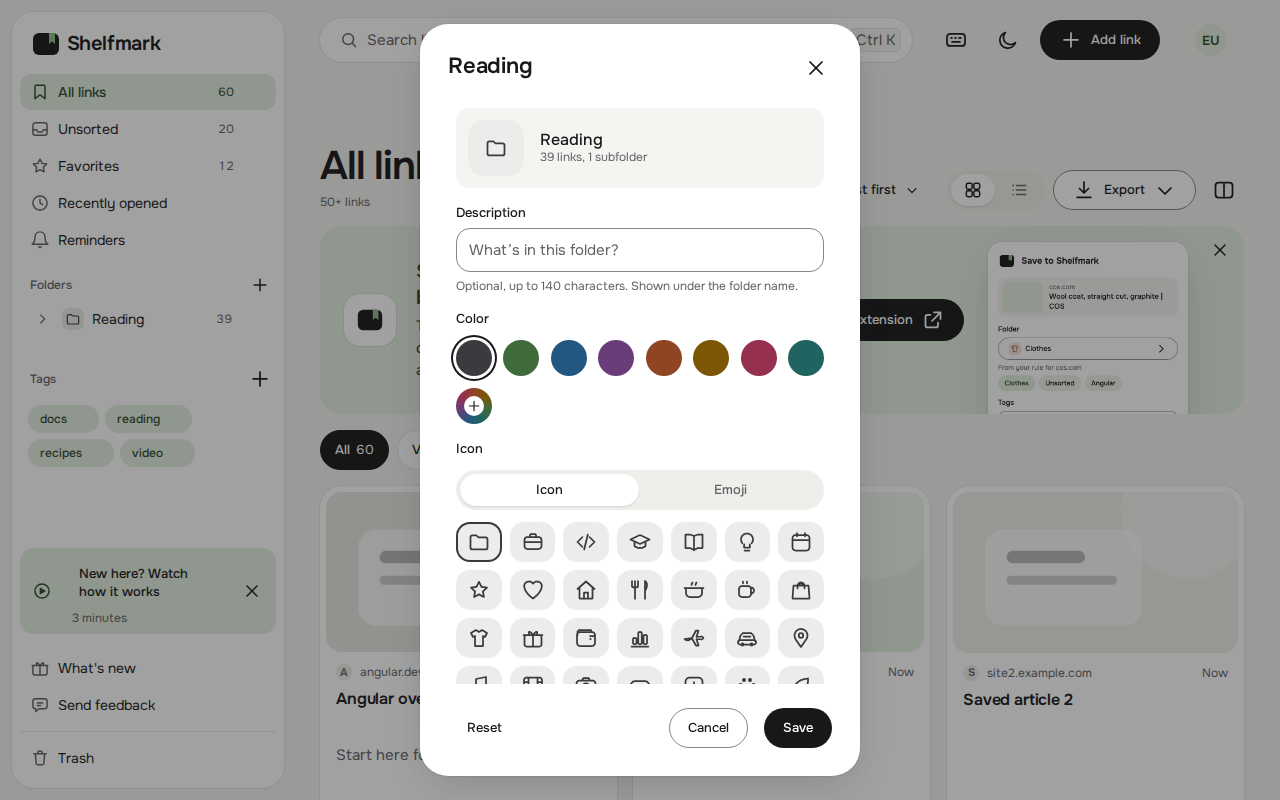 Shelfmark
All links 60
Unsorted 20
Favorites 12
Recently opened
Reminders
Folders
Reading 39
Tags
docs
reading
recipes
video
New here? Watch
how it works
3 minutes
What's new
Send feedback
Trash
Search
Ctrl K
Add link
EU
All
50+ links
first
Export
Save to Shelfmark
cos.com
Wool coat, straight cut, graphite |
COS
Folder
Clothes
From your rule for cos.com
Clothes
Unsorted
Angular
Tags
All 60
angular.dev
Now
A
Angular
Start here
S
site2.example.com
Now
Saved article 2
Reading
Reading
39 links, 1 subfolder
Description
What's in this folder?
Optional, up to 140 characters. Shown under the folder name.
Color
Icon
Icon
Emoji
Reset
Cancel
Save